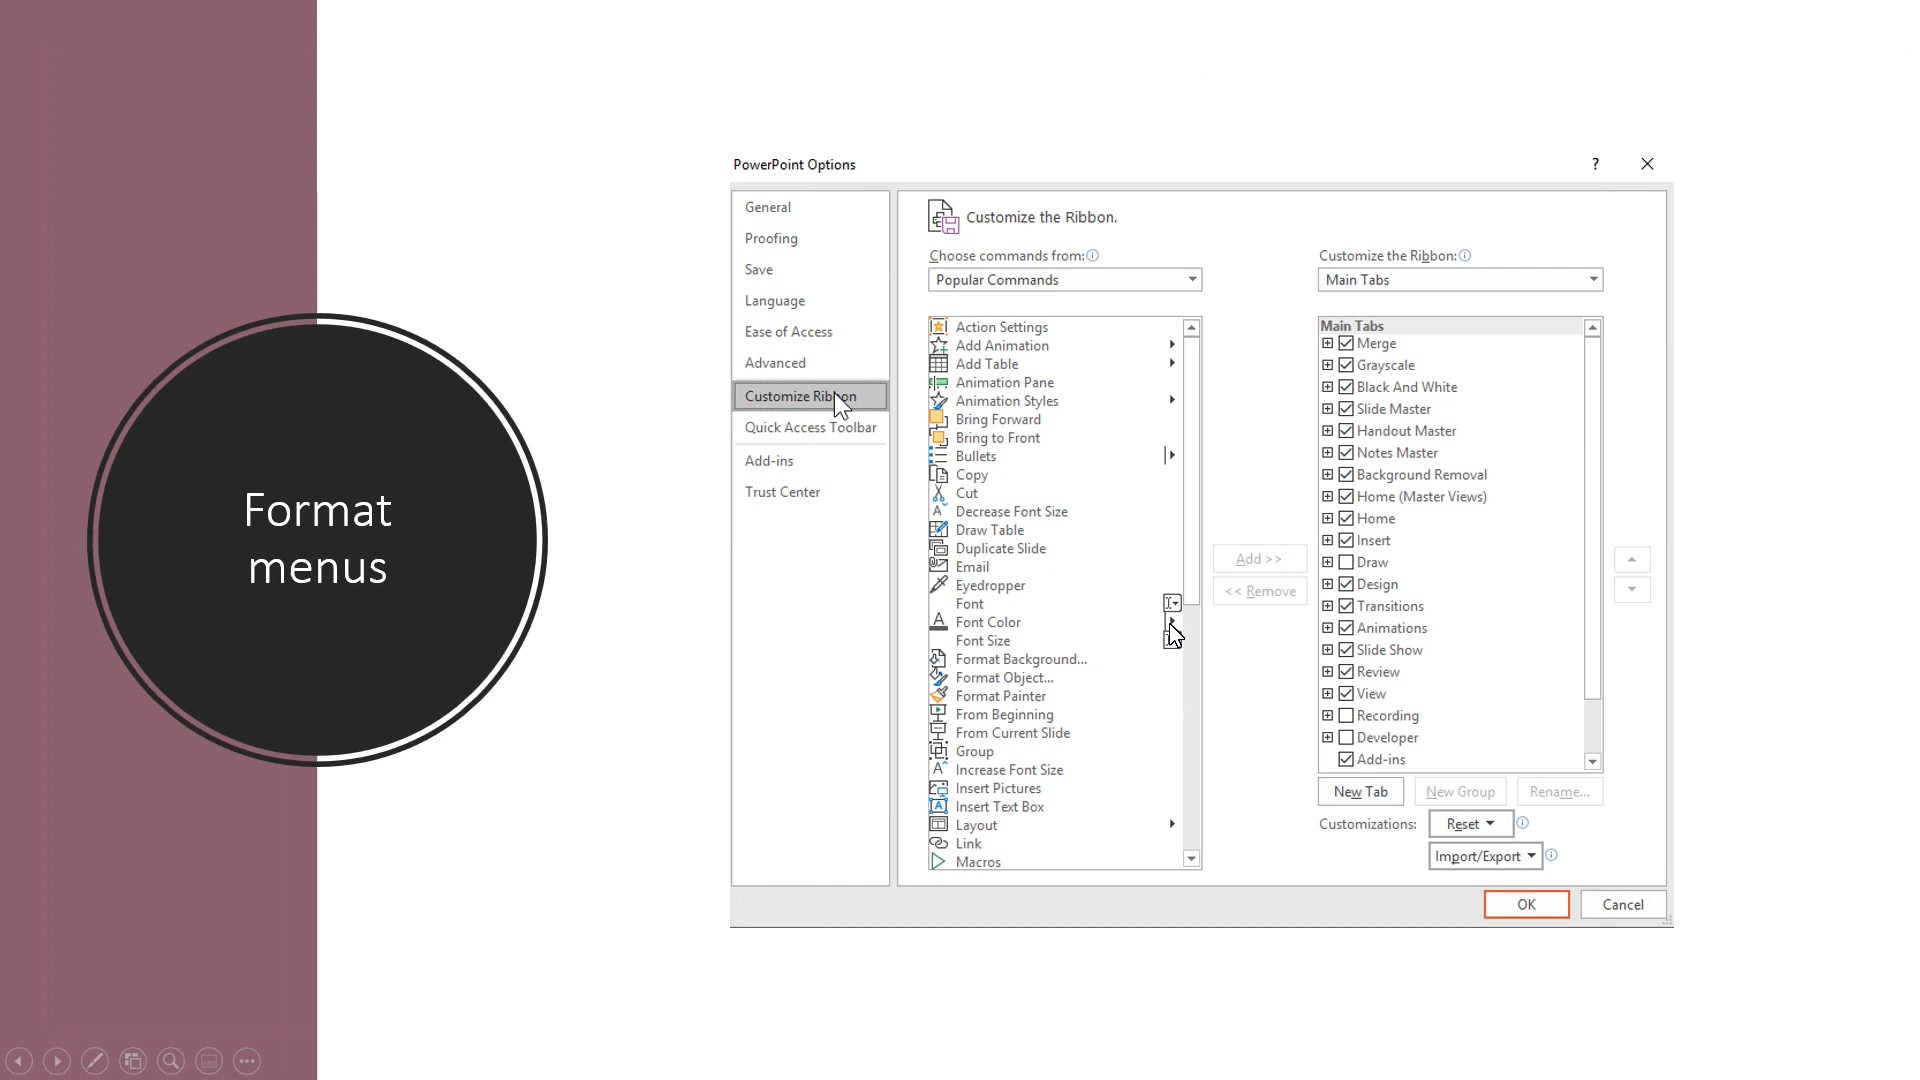 Format
menus
PowerPoint Options
?
General
Proofing
Save
Language
Ease of Access
Advanced
Customize Ribbon
Quick Access Toolbar
Add-ins
Trust Center
Customize the Ribbon.
Choose commands from:
Popular Commands
Action Settings
Add Animation
Add Table
Animation Pane
Animation Styles
Bring Forward
Bring to Front
Bullets
Copy
Cut
Decrease Font Size
Draw Table
Duplicate Slide
Email
Eyedropper
Font
Font Color
Font Size
Format Background...
Format Object...
Format Painter
From Beginning
From Current Slide
Group
Increase Font Size
Insert Pictures
Insert Text Box
Layout
Link
Macros
Add >>
<< Remove
Customize the Ribbon:
Main Tabs
Main Tabs
Merge
Grayscale
Black And White
Slide Master
Handout Master
Notes Master
Background Removal
Home (Master Views)
Home
Insert
Draw
Design
Transitions
Animations
Slide Show
Review
View
Recording
Developer
Add-ins
New Tab
New Group
Rename...
Customizations:
Reset
Import/Export
OK
Cancel